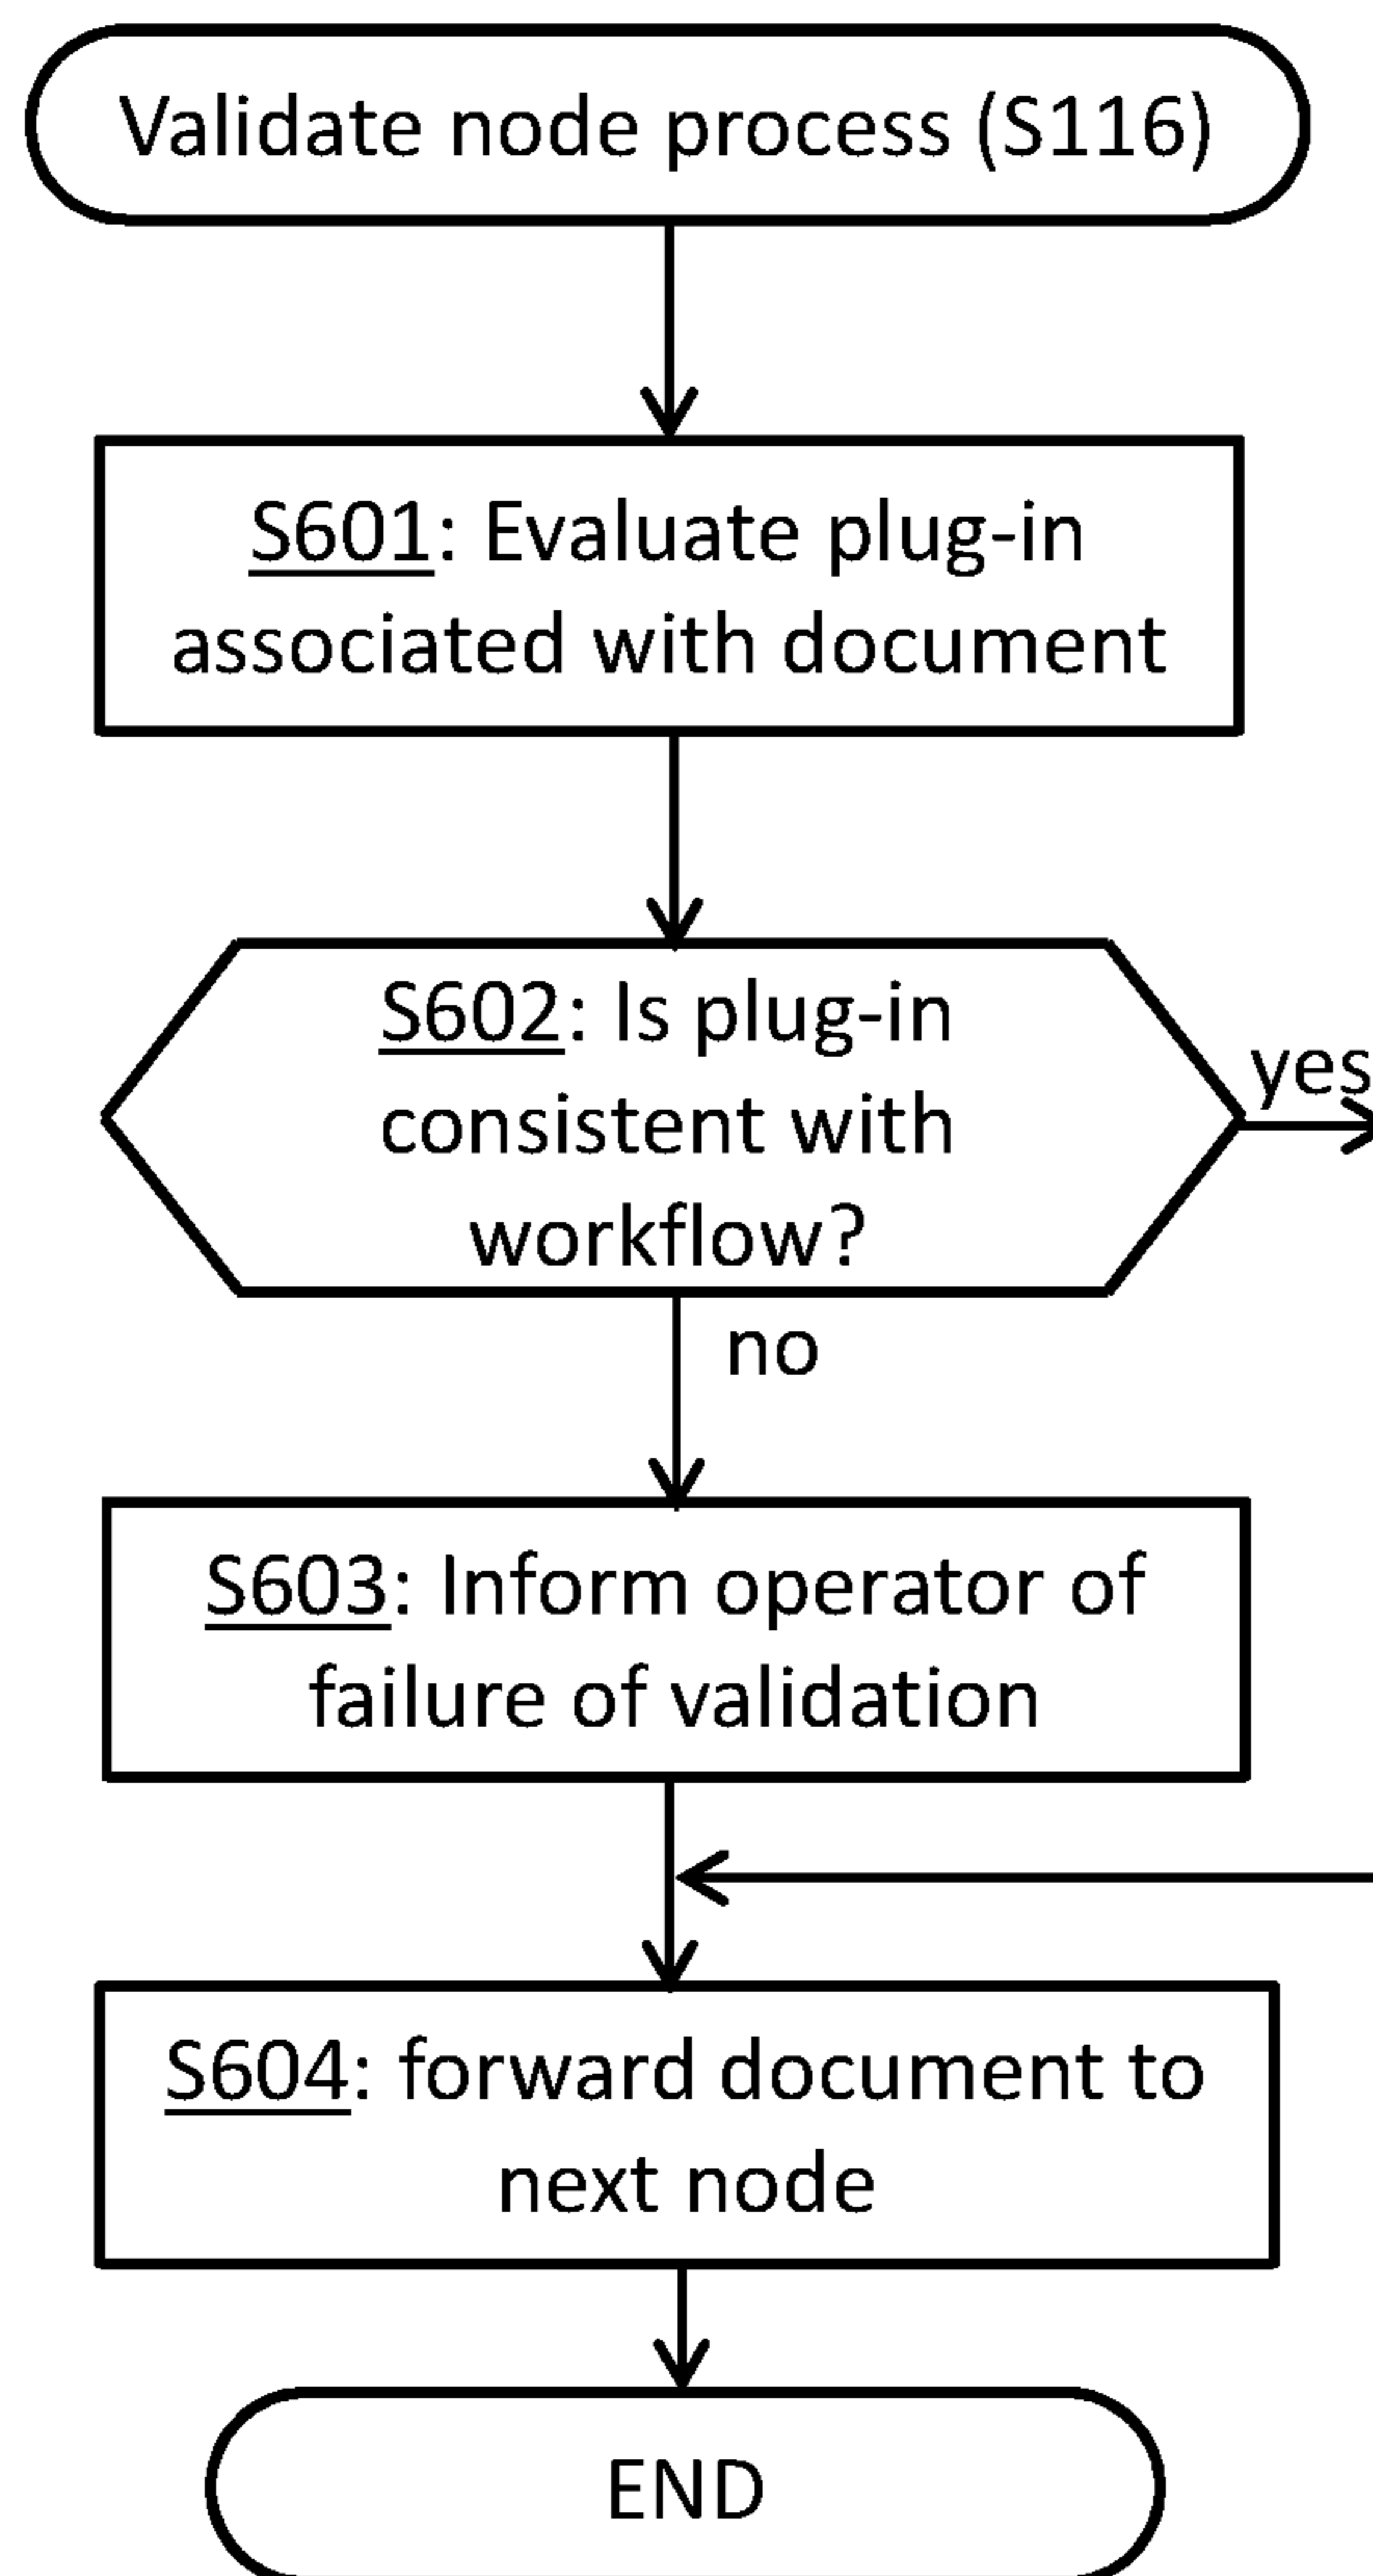 Validate node process (S116)
S601: Evaluate plug-in
associated with document
S602: Is plug-in
consistent with
workflow?
yes
no
S603: Inform operator of
failure of validation
S604: forward document to
next node
END